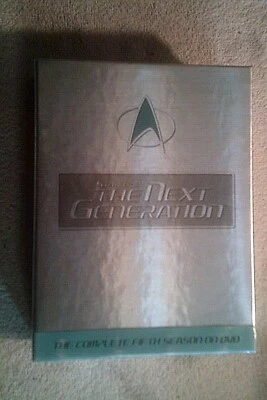 THE NEXT
GENERATION
THE COMPLETE FIFTH SEASON ON DVD